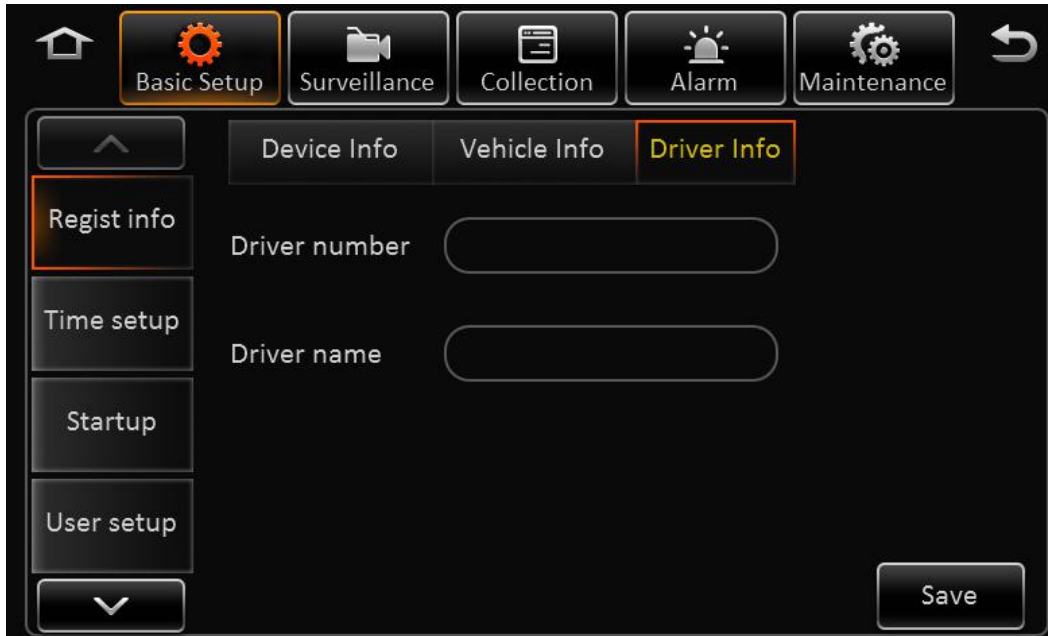 Basic Setup
Surveillance
Collection
Alarm
Maintenance
Device Info
Vehicle Info
Driver Info
Regist info
Time setup
Startup
User setup
Driver number
Driver name
Save